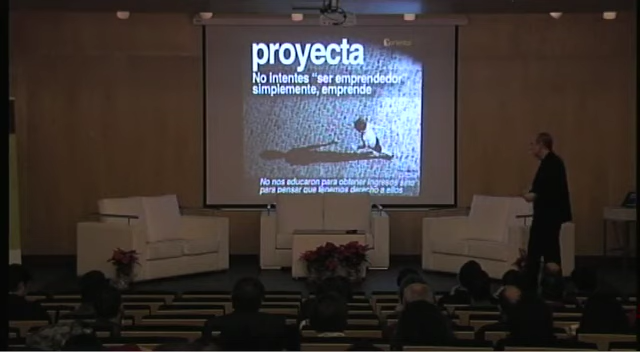 proyecta
No intentes "ser emprendedor"
simplemente, emprende
No nos educaron para obtener ingresos sino
para pensar que tenemos derecho a ellos